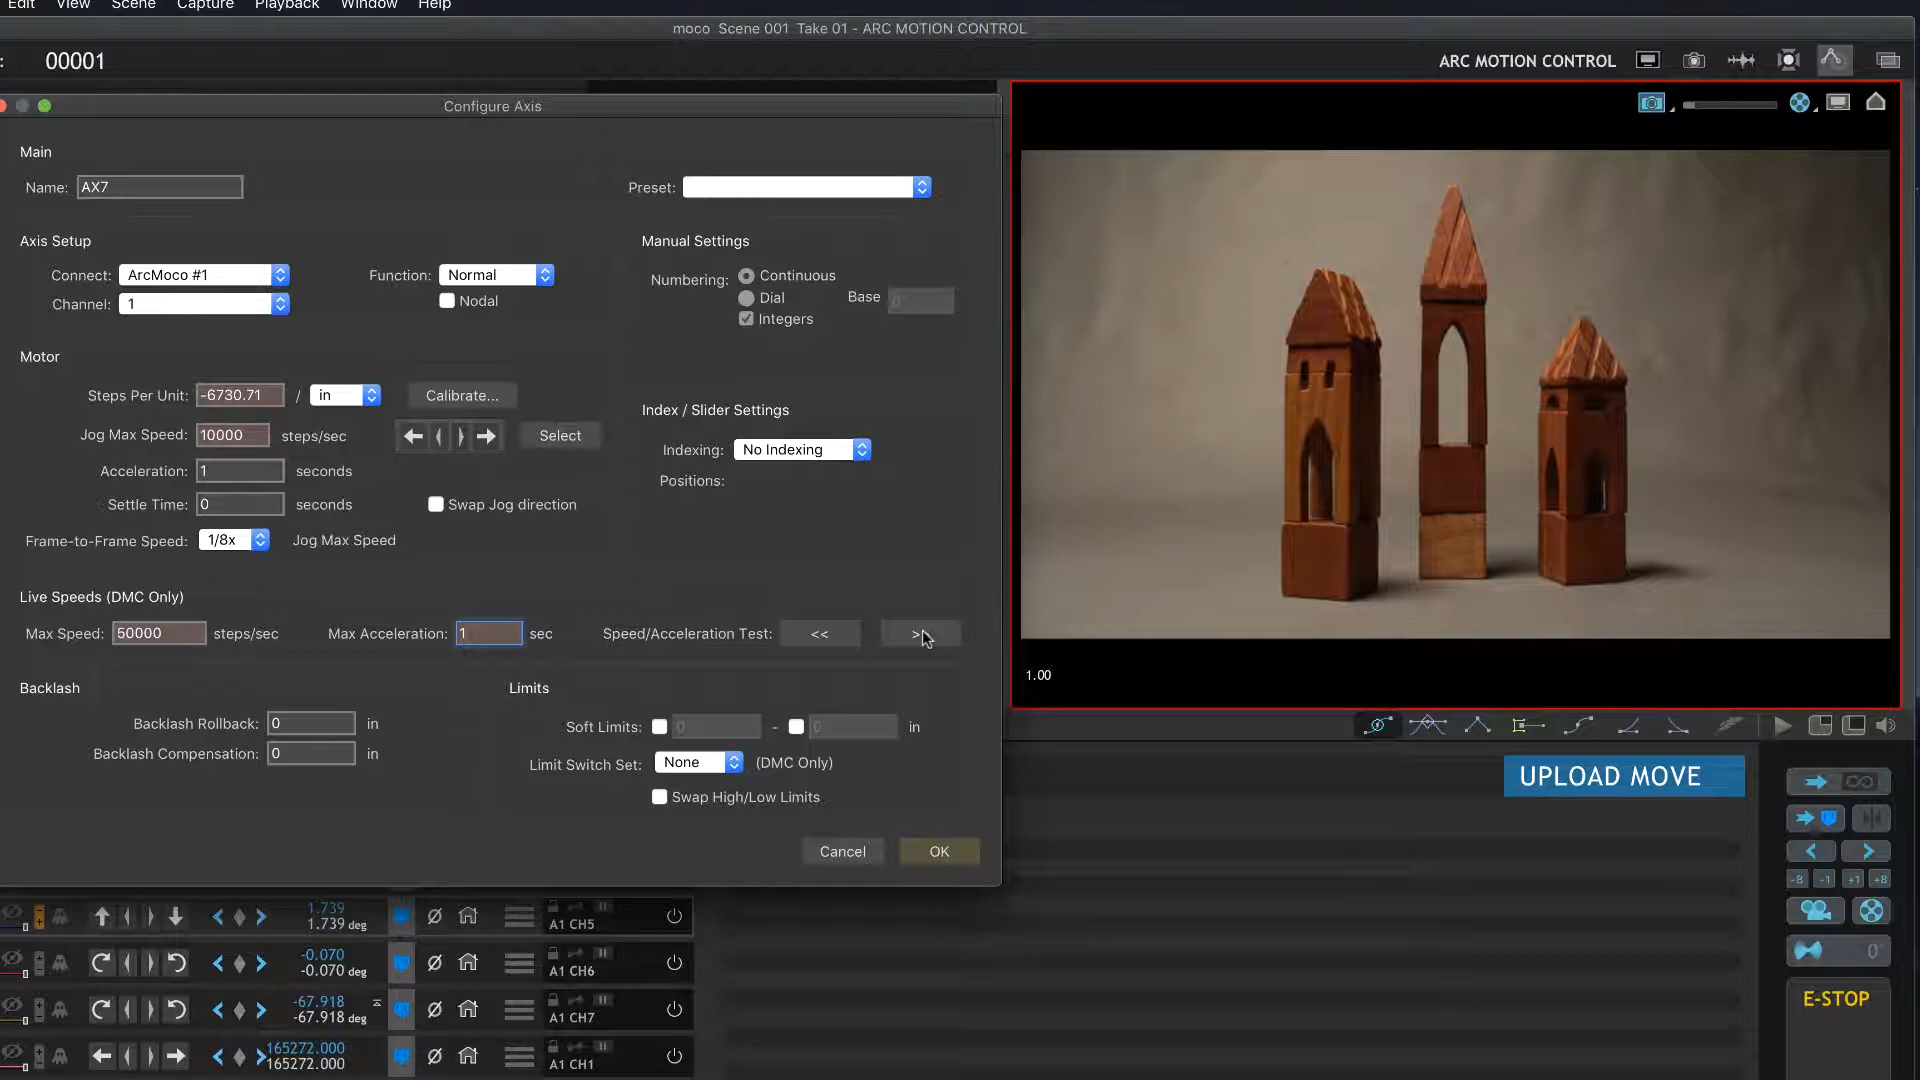 Edit View Scene Capture Playback Window Help
moco Scene 001 Take 01 - ARC MOTION CONTROL
: 00001
ARC MOTION CONTROL
Configure Axis
Main
Name: AX7
Preset:
Axis Setup
Connect: ArcMoco #1
Function: Normal
Channel: 1
Nodal
Manual Settings
Numbering: Continuous
Dial
Base 0
Integers
Motor
Steps Per Unit: -6730.71 / in Calibrate...
Jog Max Speed: 10000 steps/sec Select
Acceleration: 1 seconds
Settle Time: 0 seconds Swap Jog direction
Frame-to-Frame Speed: 1/8x Jog Max Speed
Index / Slider Settings
Indexing: No Indexing
Positions:
Live Speeds (DMC Only)
Max Speed: 50000 steps/sec Max Acceleration: 1 sec Speed/Acceleration Test: <<
Backlash
Backlash Rollback: 0 in
Backlash Compensation: 0 in
Limits
Soft Limits: 0 - 0 in
Limit Switch Set: None (DMC Only)
Swap High/Low Limits
Cancel OK
1.00
UPLOAD MOVE
-8 -1 +1 +8
0°
E-STOP
1.739
1.739 deg
A1 CH5
-0.070
-0.070 deg
A1 CH6
-67.918
-67.918 deg
A1 CH7
165272.000
165272.000
A1 CH1